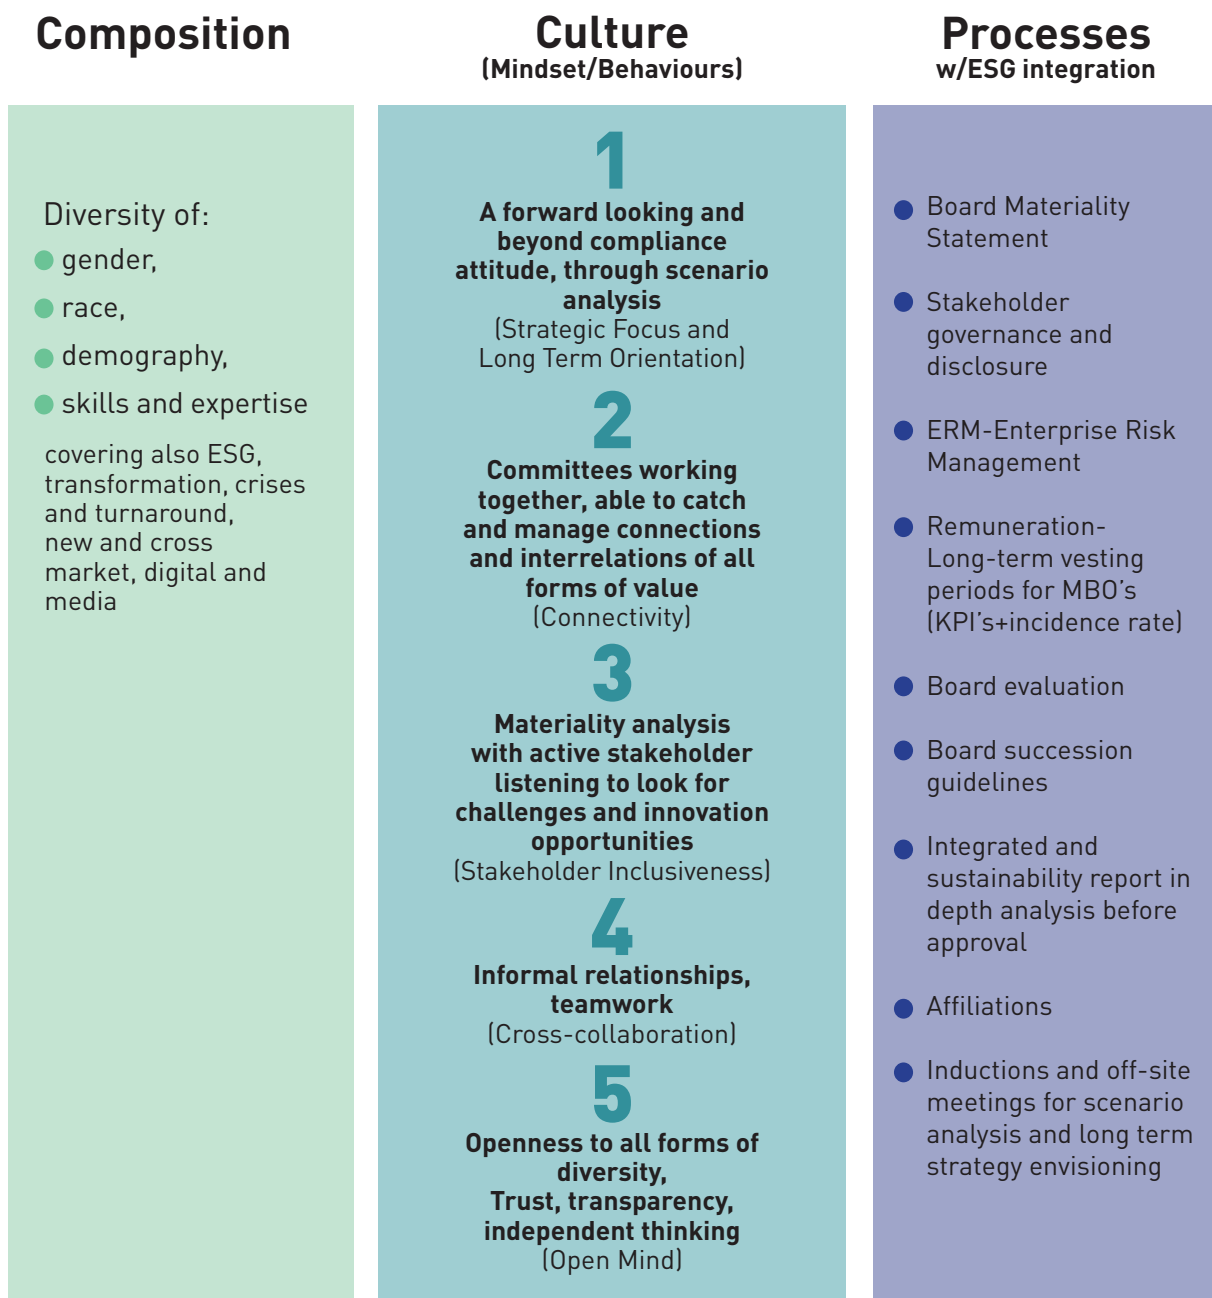 Composition
Diversity of:
gender,
race,
demography,
skills and expertise
covering also ESG,
transformation, crises
and turnaround,
new and cross
market, digital and
media
Culture
(Mindset/Behaviours)
1
A forward looking and
beyond compliance
attitude, through scenario
analysis
(Strategic Focus and
Long Term Orientation)
2
Committees working
together, able to catch
and manage connections
and interrelations of all
forms of value
(Connectivity)
3
Materiality analysis
with active stakeholder
listening to look for
challenges and innovation
opportunities
(Stakeholder Inclusiveness)
4
Informal relationships,
teamwork
(Cross-collaboration)
5
Openness to all forms of
diversity,
Trust, transparency,
independent thinking
(Open Mind)
Processes
w/ESG integration
Board Materiality
Statement
Stakeholder
governance and
disclosure
ERM-Enterprise Risk
Management
Remuneration-
Long-term vesting
periods for MBO’s
(KPI’s+incidence rate)
Board evaluation
Board succession
guidelines
Integrated and
sustainability report in
depth analysis before
approval
Affiliations
Inductions and off-site
meetings for scenario
analysis and long term
strategy envisioning